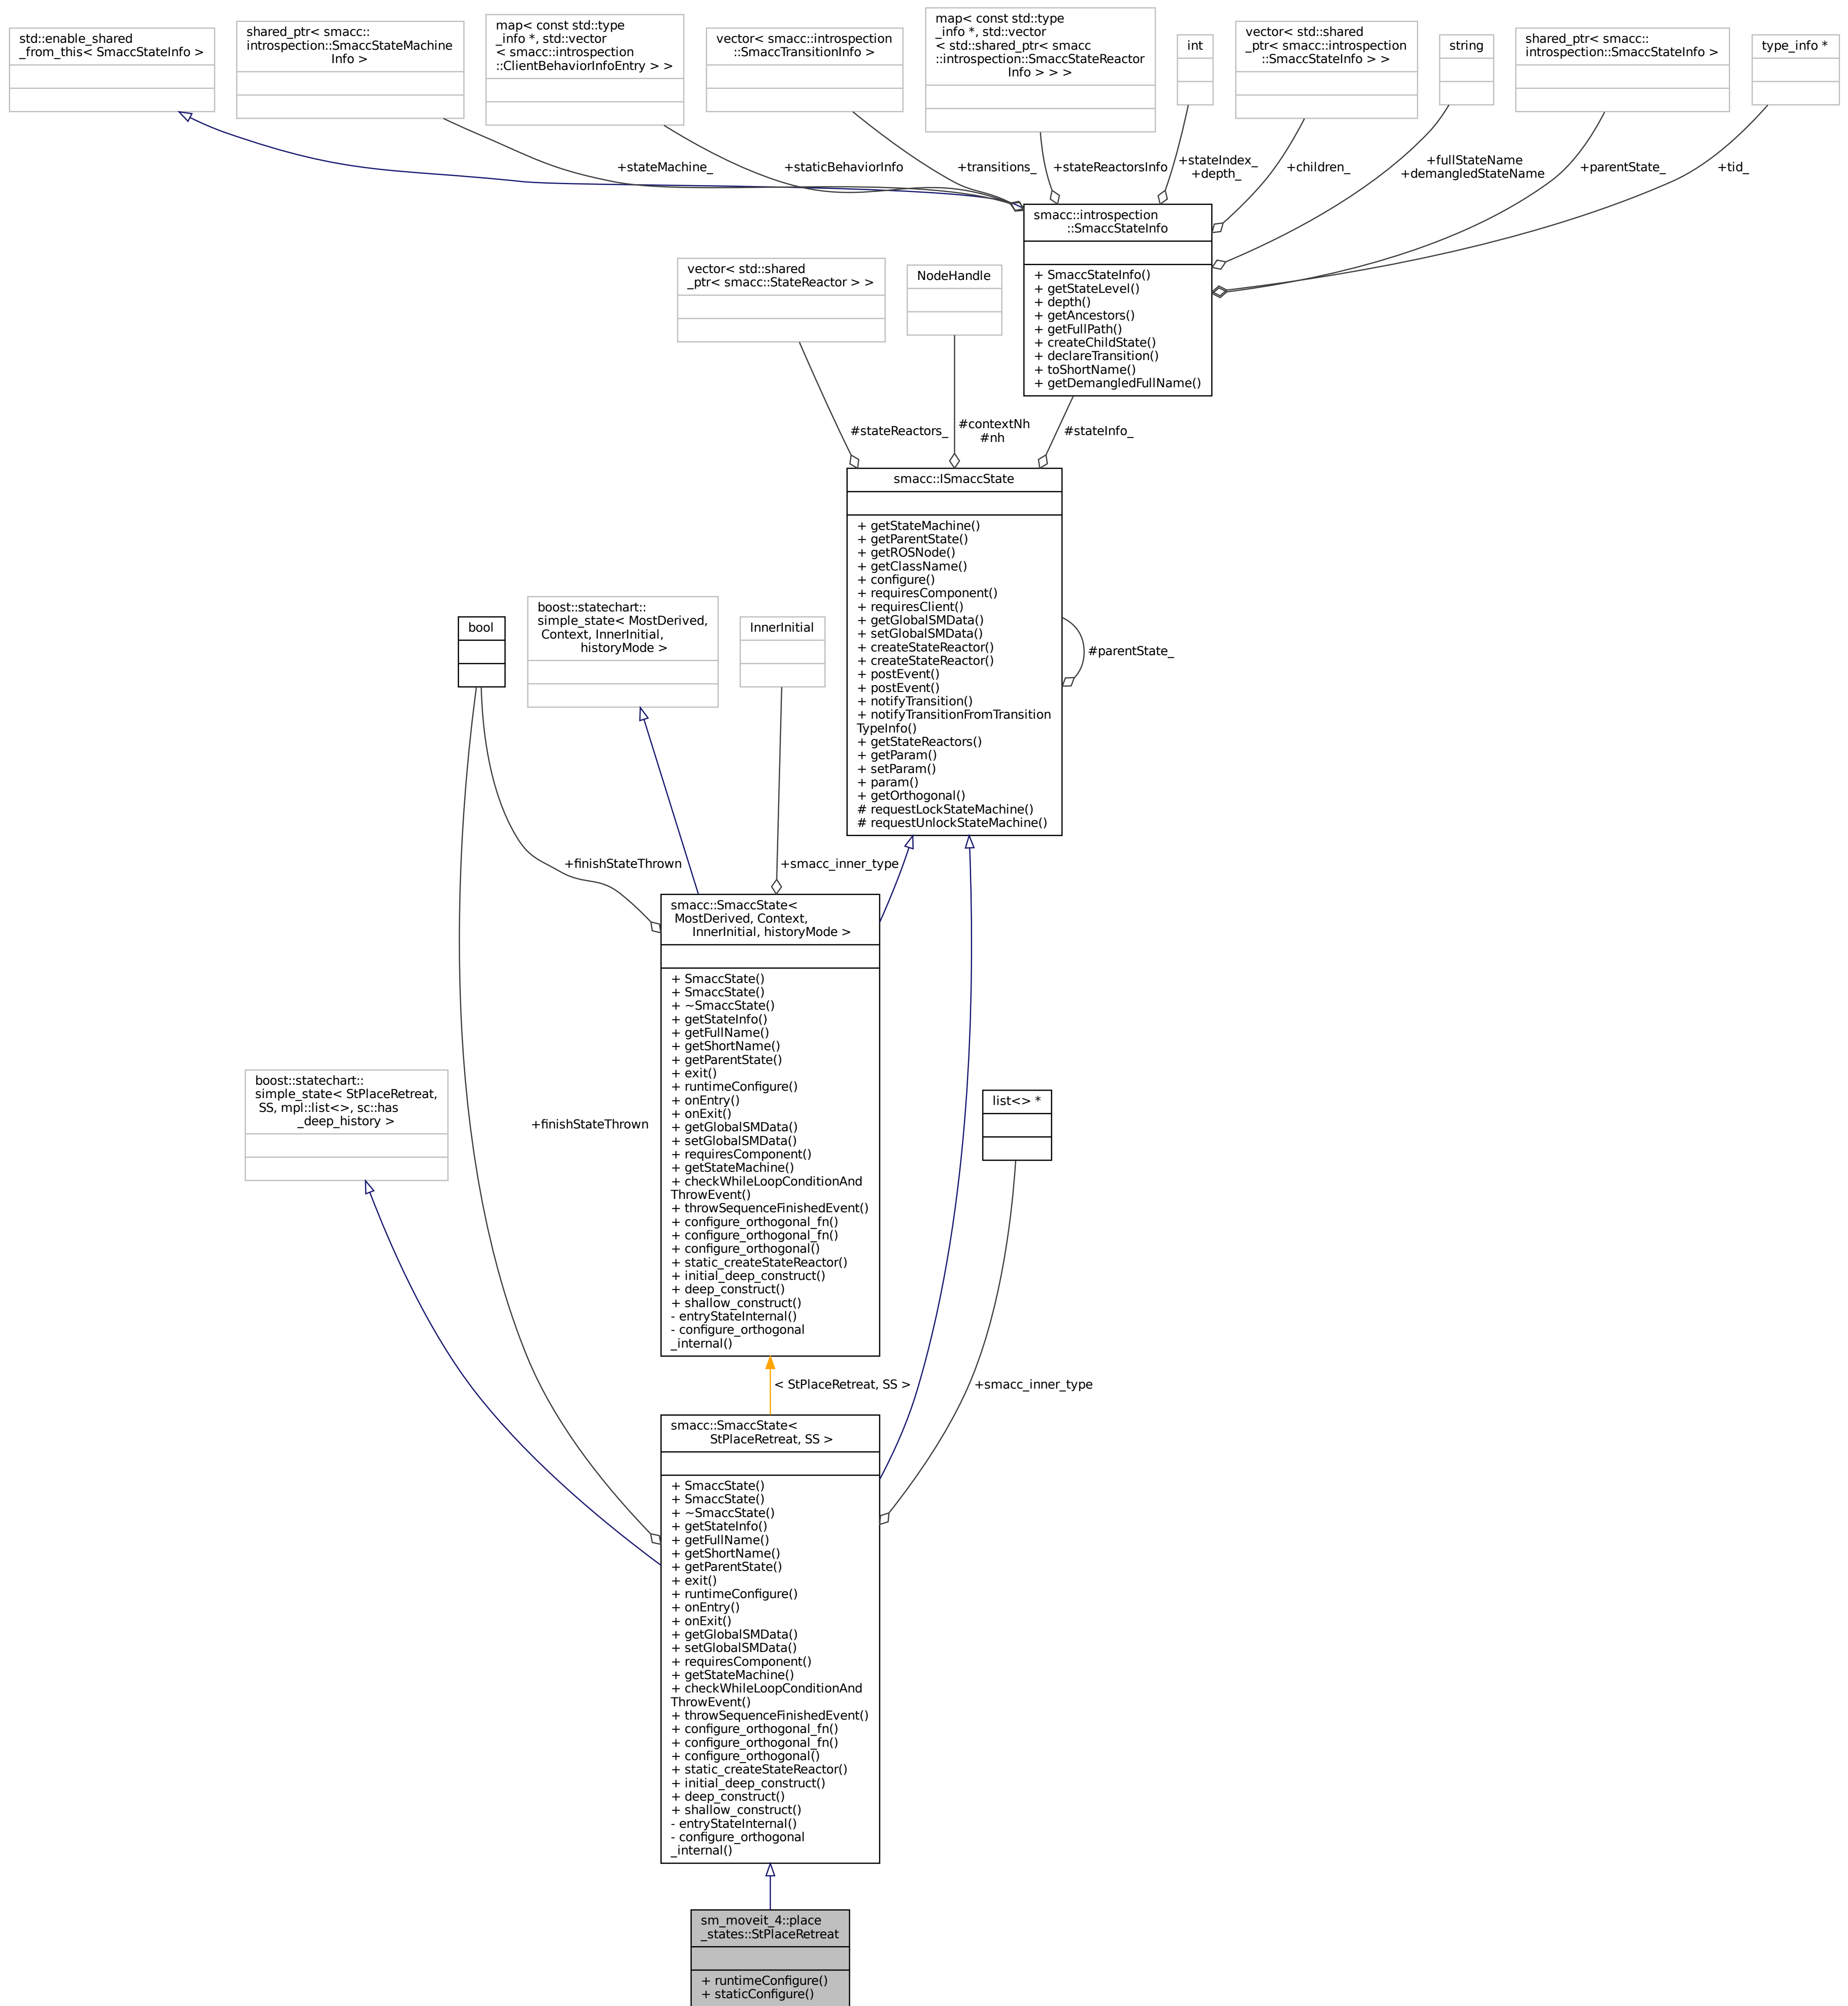 std::enable_shared
_from_this< SmaccStateInfo >
shared_ptr< smacc::
introspection::SmaccStateMachine
Info >
map< const std::type
_info *, std::vector
< smacc::introspection
::ClientBehaviorInfoEntry > >
vector< smacc::introspection
::SmaccTransitionInfo >
map< const std::type
_info *, std::vector
< std::shared_ptr< smacc
::introspection::SmaccStateReactor
Info > > >
int
vector< std::shared
_ptr< smacc::introspection
::SmaccStateInfo > >
string
shared_ptr< smacc::
introspection::SmaccStateInfo >
type_info *
+stateMachine_
+staticBehaviorInfo
+transitions_
+stateReactorsInfo
+stateIndex_
+depth_
+children_
+fullStateName
+demangledStateName
+parentState_
+tid_
smacc::introspection
::SmaccStateInfo
+ SmaccStateInfo()
+ getStateLevel()
+ depth()
+ getAncestors()
+ getFullPath()
+ createChildState()
+ declareTransition()
+ toShortName()
+ getDemangledFullName()
vector< std::shared
_ptr< smacc::StateReactor > >
NodeHandle
#stateReactors_
#contextNh
#nh
#stateInfo_
smacc::ISmaccState
+ getStateMachine()
+ getParentState()
+ getROSNode()
+ getClassName()
+ configure()
+ requiresComponent()
+ requiresClient()
+ getGlobalSMData()
+ setGlobalSMData()
+ createStateReactor()
+ createStateReactor()
+ postEvent()
+ postEvent()
+ notifyTransition()
+ notifyTransitionFromTransition
TypeInfo()
+ getStateReactors()
+ getParam()
+ setParam()
+ param()
+ getOrthogonal()
# requestLockStateMachine()
# requestUnlockStateMachine()
#parentState_
bool
boost::statechart::
simple_state< MostDerived,
Context, InnerInitial,
historyMode >
InnerInitial
+finishStateThrown
+smacc_inner_type
smacc::SmaccState<
MostDerived, Context,
InnerInitial, historyMode >
+ SmaccState()
+ SmaccState()
+ ~SmaccState()
+ getStateInfo()
+ getFullName()
+ getShortName()
+ getParentState()
+ exit()
+ runtimeConfigure()
+ onEntry()
+ onExit()
+ getGlobalSMData()
+ setGlobalSMData()
+ requiresComponent()
+ getStateMachine()
+ checkWhileLoopConditionAnd
ThrowEvent()
+ throwSequenceFinishedEvent()
+ configure_orthogonal_fn()
+ configure_orthogonal_fn()
+ configure_orthogonal()
+ static_createStateReactor()
+ initial_deep_construct()
+ deep_construct()
+ shallow_construct()
- entryStateInternal()
- configure_orthogonal
_internal()
boost::statechart::
simple_state< StPlaceRetreat,
SS, mpl::list<>, sc::has
_deep_history >
+finishStateThrown
list<> *
< StPlaceRetreat, SS >
+smacc_inner_type
smacc::SmaccState<
StPlaceRetreat, SS >
+ SmaccState()
+ SmaccState()
+ ~SmaccState()
+ getStateInfo()
+ getFullName()
+ getShortName()
+ getParentState()
+ exit()
+ runtimeConfigure()
+ onEntry()
+ onExit()
+ getGlobalSMData()
+ setGlobalSMData()
+ requiresComponent()
+ getStateMachine()
+ checkWhileLoopConditionAnd
ThrowEvent()
+ throwSequenceFinishedEvent()
+ configure_orthogonal_fn()
+ configure_orthogonal_fn()
+ configure_orthogonal()
+ static_createStateReactor()
+ initial_deep_construct()
+ deep_construct()
+ shallow_construct()
- entryStateInternal()
- configure_orthogonal
_internal()
sm_moveit_4::place
_states::StPlaceRetreat
+ runtimeConfigure()
+ staticConfigure()